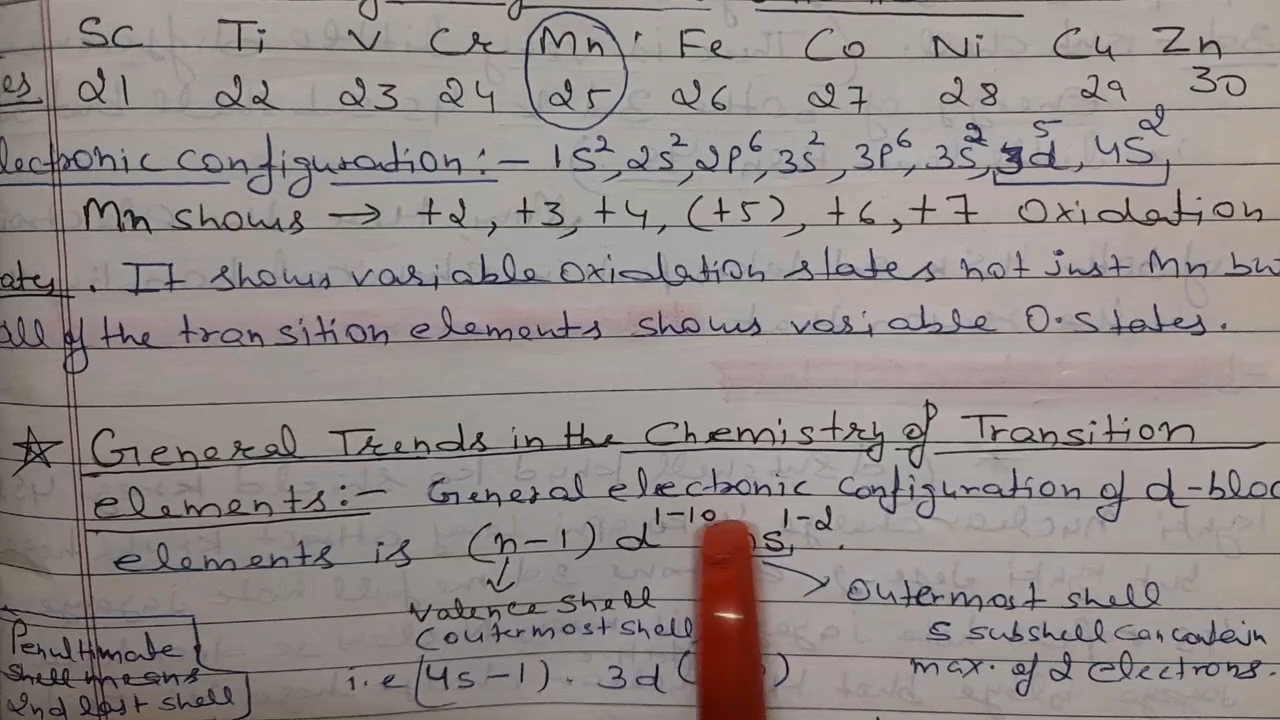 Sc Ti V Cr Mn Fe Co Ni Cu Zn
es 21 22 23 24 25 26 27 28 29 30
lectronic configuration:- 1s², 2s², 2p⁶, 3s², 3p⁶, 3s², 3d⁵, 4s²,
Mn shows → +2, +3, +4, (+5), +6, +7 Oxidation
ates. It shows variable oxidation states not just Mn bu
all of the transition elements shows variable O.States.
☆ General Trends in the Chemistry of Transition
elements:- General electronic configuration of d-bloc
elements is (n-1) d¹⁻¹⁰ s¹⁻².
↓ Valence shell → Outermost shell
(outermost shell s subshell can contain
i.e (4s-1). 3d ( ) max. of 2 electrons.
Penultimate
shell means
2nd last shell